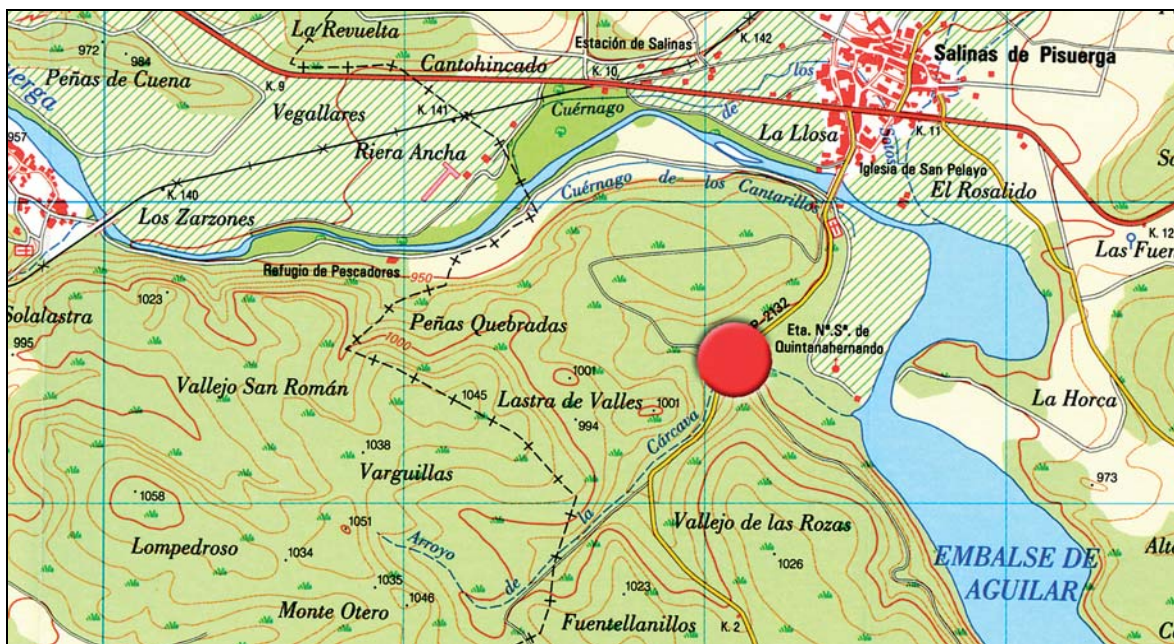 La Revuelta
972
984
Peñas de Cuena
K. 9
Vegallares
Cantohincado
Estación de Salinas
K. 10
K. 142
los
Salinas de Pisuerga
Cuérnago
de
La Llosa
K. 11
K. 141
Riera Ancha
957
K. 140
Los Zarzones
Cuérnago de los Cantarillos
Iglesia de San Pelayo
El Rosalido
K. 12
Las Fuen
Refugio de Pescadores
950
1023
Solalastra
995
Peñas Quebradas
1000
P-2132
Eta. Nª.Sª. de
Quintanahernando
Vallejo San Román
1045
1001
Lastra de Valles
1001
994
La Horca
1038
Varguillas
Arroyo de la Cárcava
973
1058
1051
Lompedroso
1034
Vallejo de las Rozas
1026
EMBALSE DE
AGUILAR
1035
1046
Monte Otero
1023
Fuentellanillos
K. 2